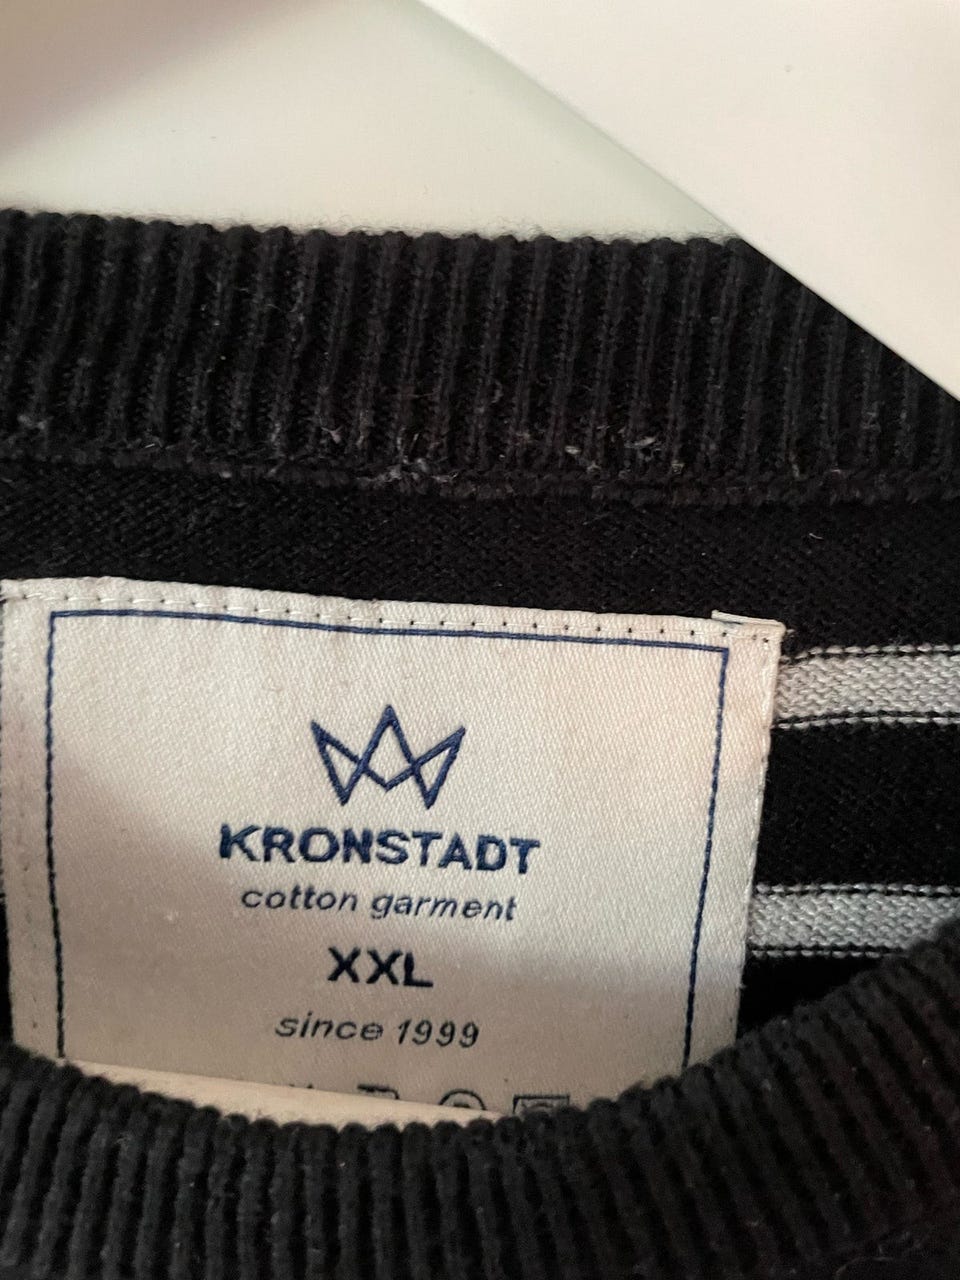 KRONSTADT
cotton garment
XXL
since 1999